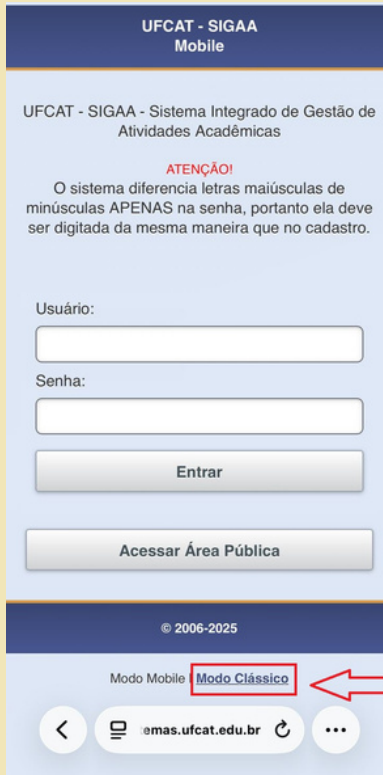 UFCAT - SIGAA
Mobile
UFCAT - SIGAA - Sistema Integrado de Gestão de
Atividades Acadêmicas
ATENÇÃO!
O sistema diferencia letras maiúsculas de
minúsculas APENAS na senha, portanto ela deve
ser digitada da mesma maneira que no cadastro.
Usuário:
Senha:
Entrar
Acessar Área Pública
© 2006-2025
Modo Mobile | Modo Clássico
temas.ufcat.edu.br